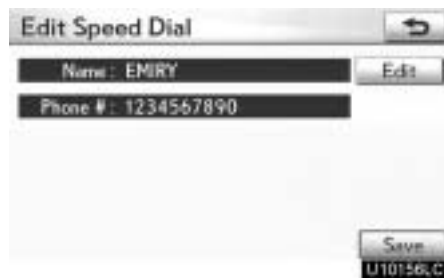 Edit Speed Dial
Name: EMIRY Edit
Phone #: 1234567890
Save
U10156LC